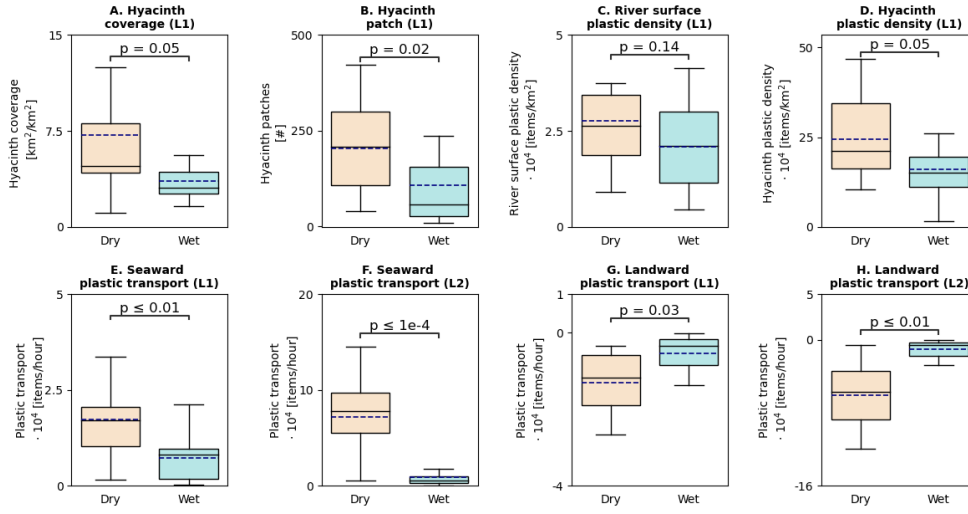 A. Hyacinth
coverage (L1)
15
7.5
0
Hyacinth coverage
[km²/km²]
p = 0.05
Dry
Wet
B. Hyacinth
patch (L1)
500
250
0
Hyacinth patches
[#]
p = 0.02
Dry
Wet
C. River surface
plastic density (L1)
5
2.5
0
River surface plastic density
· 10⁴ [items/km²]
p = 0.14
Dry
Wet
D. Hyacinth
plastic density (L1)
50
25
0
Hyacinth plastic density
· 10⁴ [items/km²]
p = 0.05
Dry
Wet
E. Seaward
plastic transport (L1)
5
2.5
0
Plastic transport
· 10⁴ [items/hour]
p ≤ 0.01
Dry
Wet
F. Seaward
plastic transport (L2)
20
10
0
Plastic transport
· 10⁴ [items/hour]
p ≤ 1e-4
Dry
Wet
G. Landward
plastic transport (L1)
1
0
-4
Plastic transport
· 10⁴ [items/hour]
p = 0.03
Dry
Wet
H. Landward
plastic transport (L2)
5
0
-16
Plastic transport
· 10⁴ [items/hour]
p ≤ 0.01
Dry
Wet